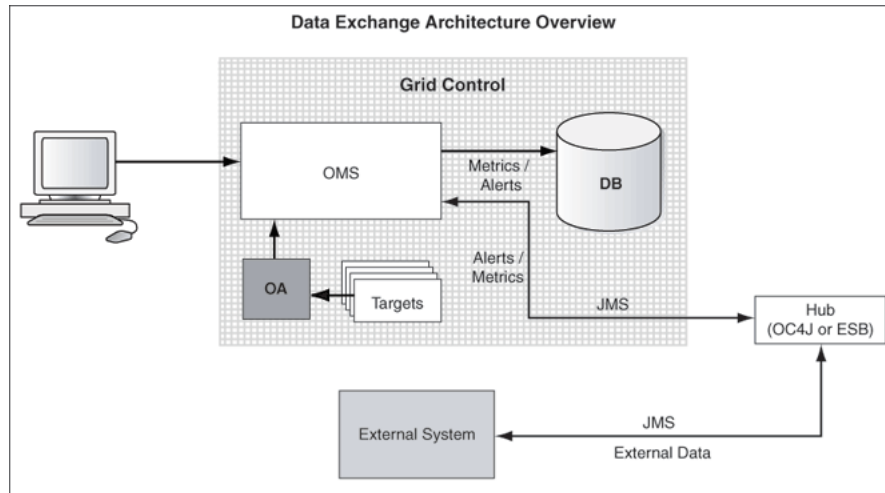 Data Exchange Architecture Overview
Grid Control
OMS
Metrics /
Alerts
DB
Alerts /
Metrics
OA
Targets
JMS
Hub
(OC4J or ESB)
External System
JMS
External Data